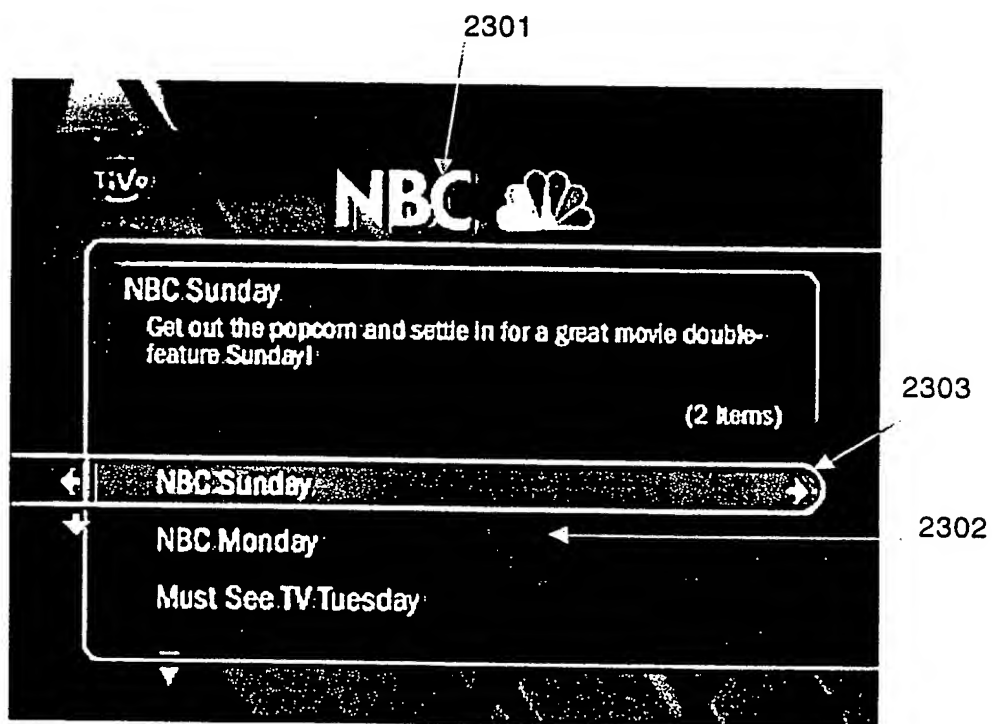 2301
TiVo
NBC
NBC Sunday
Get out the popcorn and settle in for a great movie double-
feature Sunday!
(2 Items)
2303
NBC Sunday
2302
NBC Monday
Must See TV Tuesday